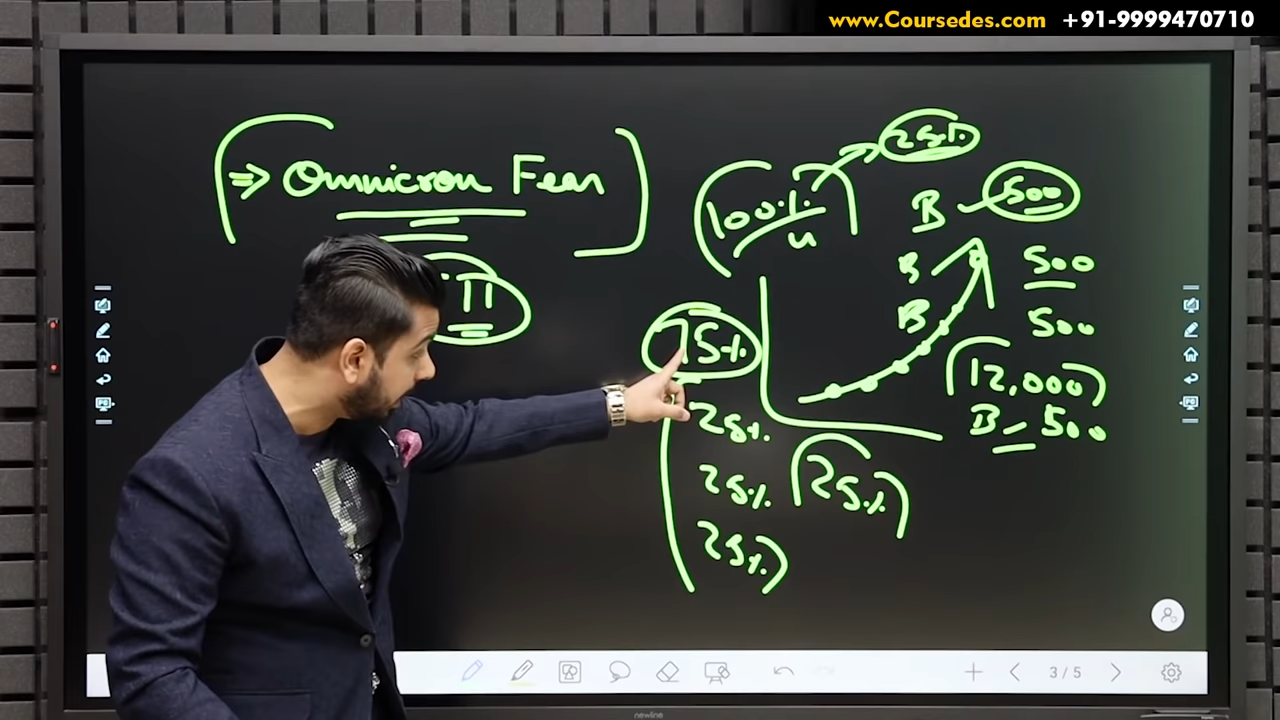 www.Coursedes.com +91-9999470710
⇒ Omnicron Fear
100%
25%
B 500
B 500
B 500
75%
(12,000)
B - 500
25%
25%
(25%)
25%
3/5
newline